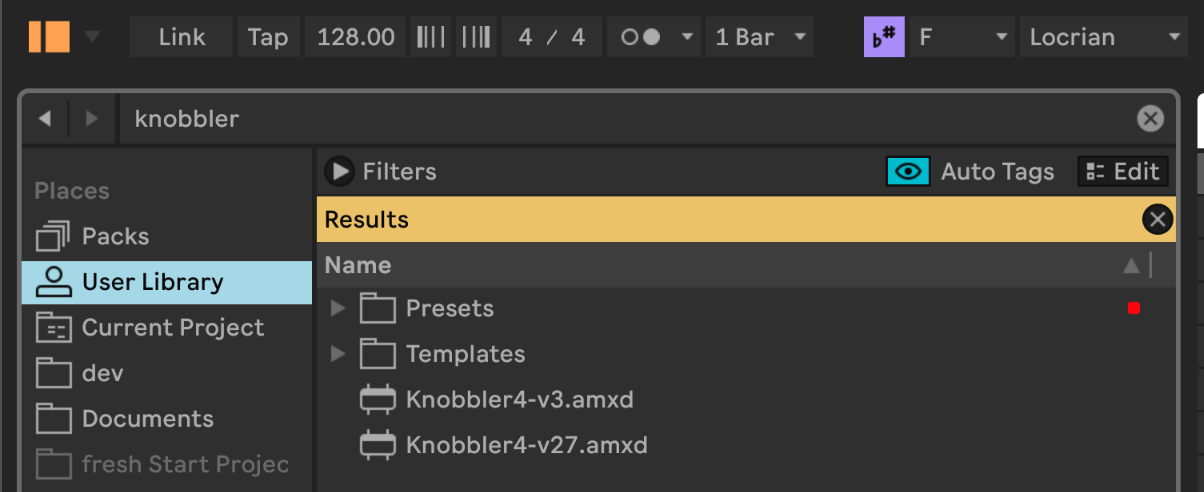 Link Tap 128.00 4 / 4 1 Bar ♭# F Locrian
knobbler
Filters Auto Tags Edit
Places
Packs
User Library
Current Project
dev
Documents
fresh Start Projec
Results
Name
Presets
Templates
Knobbler4-v3.amxd
Knobbler4-v27.amxd